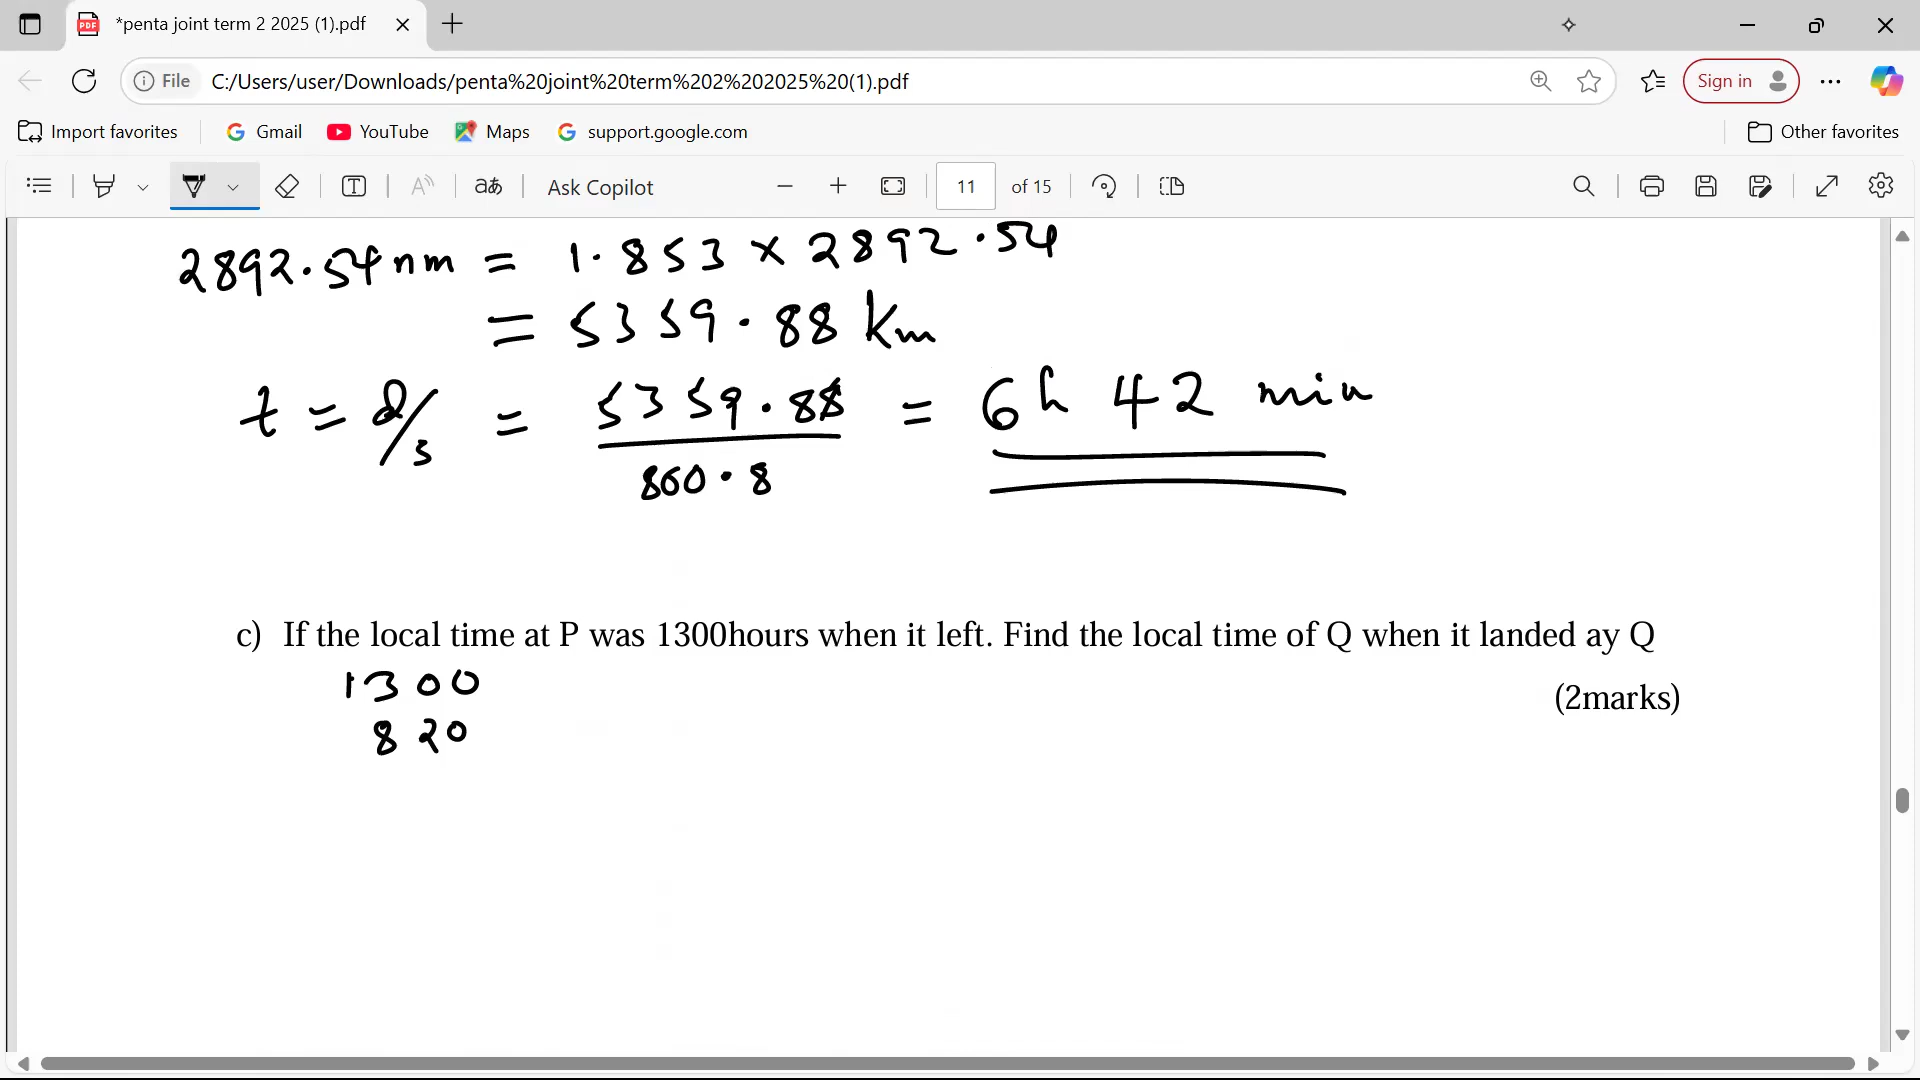 *penta joint term 2 2025 (1).pdf
File C:/Users/user/Downloads/penta%20joint%20term%202%202025%20(1).pdf Sign in
Import favorites Gmail YouTube Maps support.google.com Other favorites
aあ Ask Copilot 11 of 15
2892.54 nm = 1.853 × 2892.54
= 5359.88 Km
t = d/s = 5359.88 / 800.8 = 6h 42 min
c) If the local time at P was 1300hours when it left. Find the local time of Q when it landed ay Q
(2marks)
1300
820